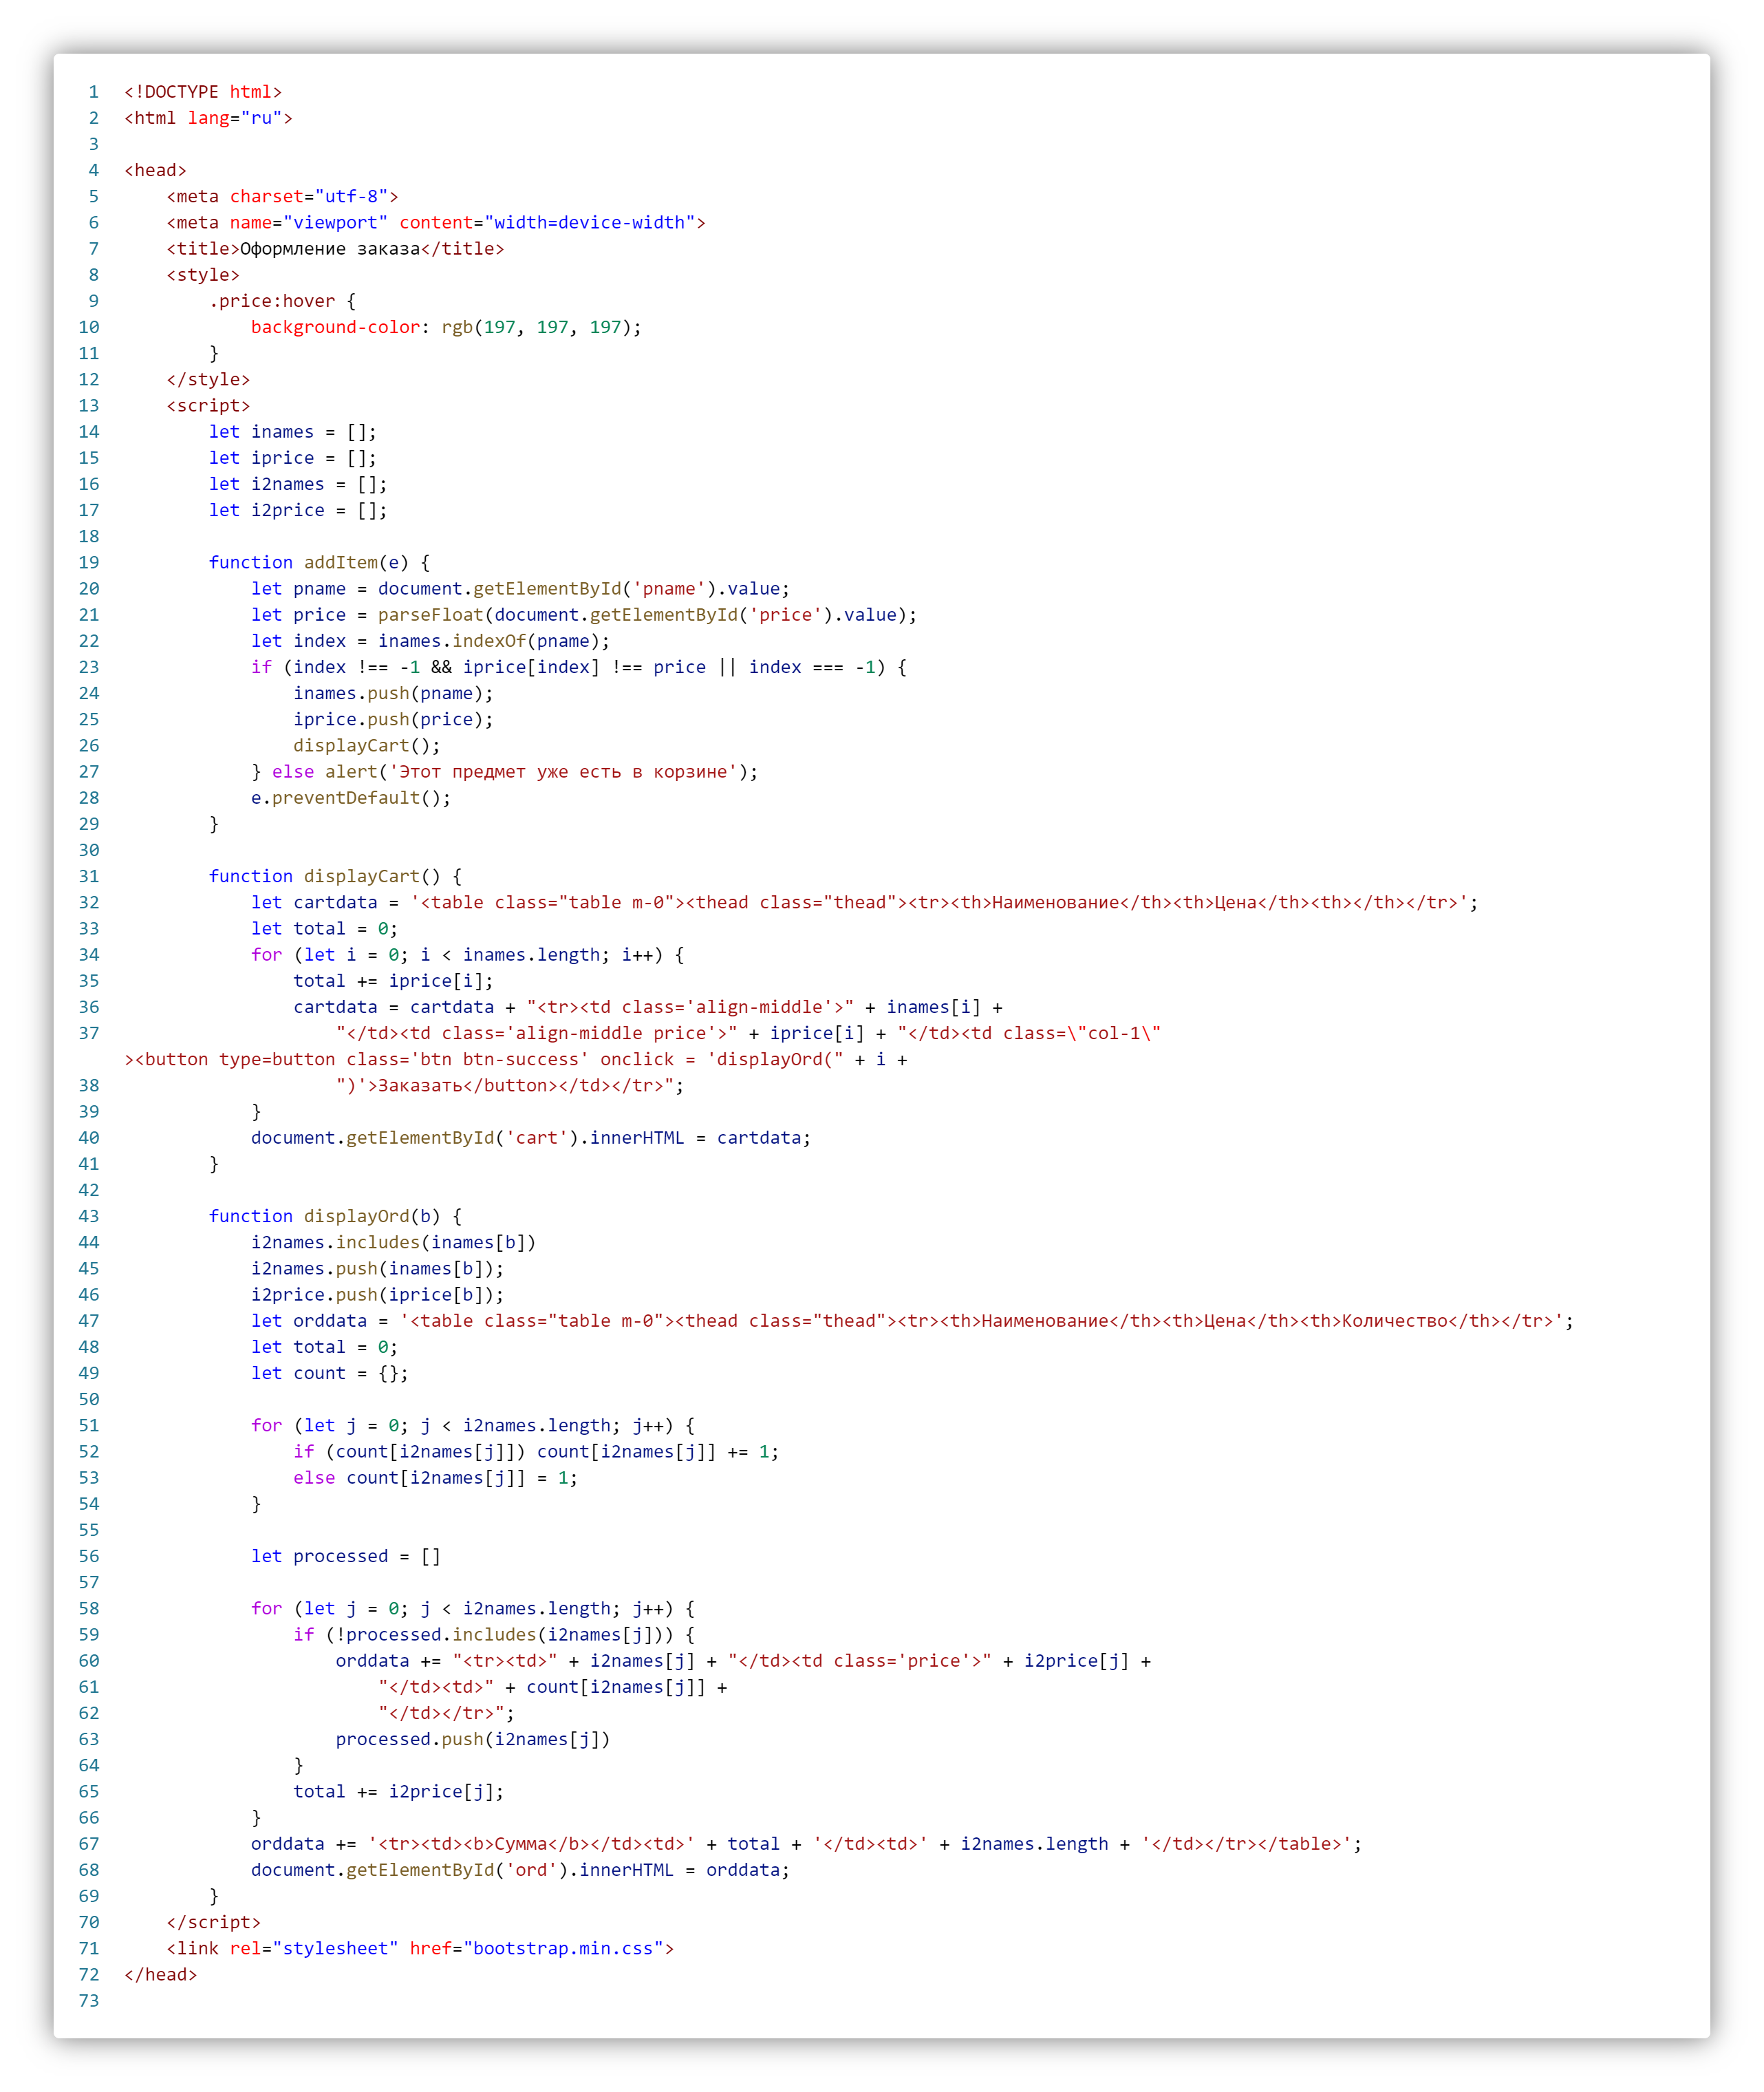 1 <!DOCTYPE html>
2 <html lang="ru">
3
4 <head>
5     <meta charset="utf-8">
6     <meta name="viewport" content="width=device-width">
7     <title>Оформление заказа</title>
8     <style>
9         .price:hover {
10             background-color: rgb(197, 197, 197);
11         }
12     </style>
13     <script>
14         let inames = [];
15         let iprice = [];
16         let i2names = [];
17         let i2price = [];
18
19         function addItem(e) {
20             let pname = document.getElementById('pname').value;
21             let price = parseFloat(document.getElementById('price').value);
22             let index = inames.indexOf(pname);
23             if (index !== -1 && iprice[index] !== price || index === -1) {
24                 inames.push(pname);
25                 iprice.push(price);
26                 displayCart();
27             } else alert('Этот предмет уже есть в корзине');
28             e.preventDefault();
29         }
30
31         function displayCart() {
32             let cartdata = '<table class="table m-0"><thead class="thead"><tr><th>Наименование</th><th>Цена</th><th></th></tr>';
33             let total = 0;
34             for (let i = 0; i < inames.length; i++) {
35                 total += iprice[i];
36                 cartdata = cartdata + "<tr><td class='align-middle'>" + inames[i] +
37                     "</td><td class='align-middle price'>" + iprice[i] + "</td><td class=\"col-1\"
><button type=button class='btn btn-success' onclick = 'displayOrd(" + i +
38                     ")'>Заказать</button></td></tr>";
39             }
40             document.getElementById('cart').innerHTML = cartdata;
41         }
42
43         function displayOrd(b) {
44             i2names.includes(inames[b])
45             i2names.push(inames[b]);
46             i2price.push(iprice[b]);
47             let orddata = '<table class="table m-0"><thead class="thead"><tr><th>Наименование</th><th>Цена</th><th>Количество</th></tr>';
48             let total = 0;
49             let count = {};
50
51             for (let j = 0; j < i2names.length; j++) {
52                 if (count[i2names[j]]) count[i2names[j]] += 1;
53                 else count[i2names[j]] = 1;
54             }
55
56             let processed = []
57
58             for (let j = 0; j < i2names.length; j++) {
59                 if (!processed.includes(i2names[j])) {
60                     orddata += "<tr><td>" + i2names[j] + "</td><td class='price'>" + i2price[j] +
61                         "</td><td>" + count[i2names[j]] +
62                         "</td></tr>";
63                     processed.push(i2names[j])
64                 }
65                 total += i2price[j];
66             }
67             orddata += '<tr><td><b>Сумма</b></td><td>' + total + '</td><td>' + i2names.length + '</td></tr></table>';
68             document.getElementById('ord').innerHTML = orddata;
69         }
70     </script>
71     <link rel="stylesheet" href="bootstrap.min.css">
72 </head>
73